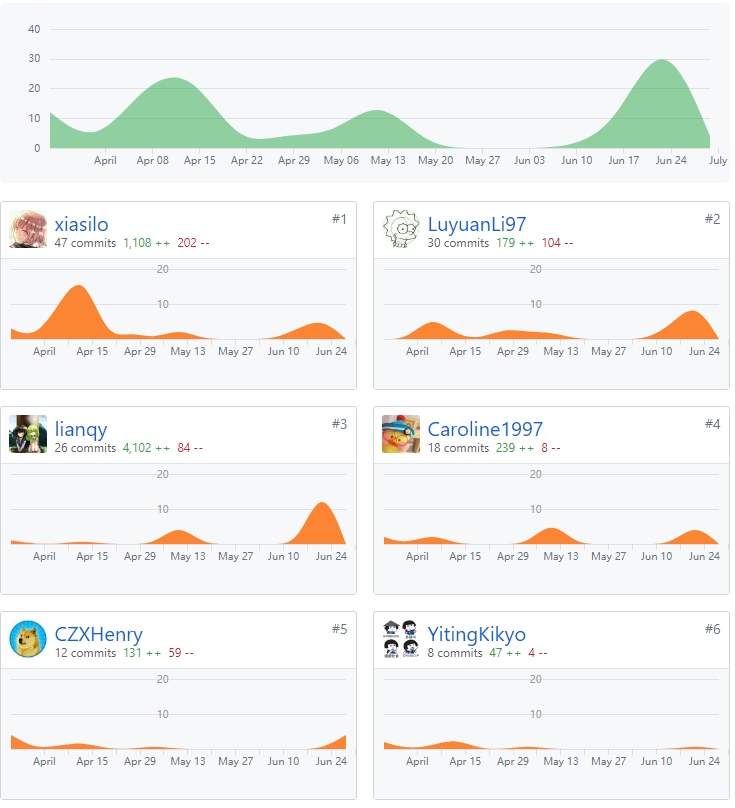 40
30
20
10
0
April Apr 08 Apr 15 Apr 22 Apr 29 May 06 May 13 May 20 May 27 Jun 03 Jun 10 Jun 17 Jun 24 July
xiasilo #1
47 commits 1,108 ++ 202 --
20
10
April Apr 15 Apr 29 May 13 May 27 Jun 10 Jun 24
LuyuanLi97 #2
30 commits 179 ++ 104 --
20
10
April Apr 15 Apr 29 May 13 May 27 Jun 10 Jun 24
lianqy #3
26 commits 4,102 ++ 84 --
20
10
April Apr 15 Apr 29 May 13 May 27 Jun 10 Jun 24
Caroline1997 #4
18 commits 239 ++ 8 --
20
10
April Apr 15 Apr 29 May 13 May 27 Jun 10 Jun 24
CZXHenry #5
12 commits 131 ++ 59 --
20
10
April Apr 15 Apr 29 May 13 May 27 Jun 10 Jun 24
YitingKikyo #6
8 commits 47 ++ 4 --
20
10
April Apr 15 Apr 29 May 13 May 27 Jun 10 Jun 24